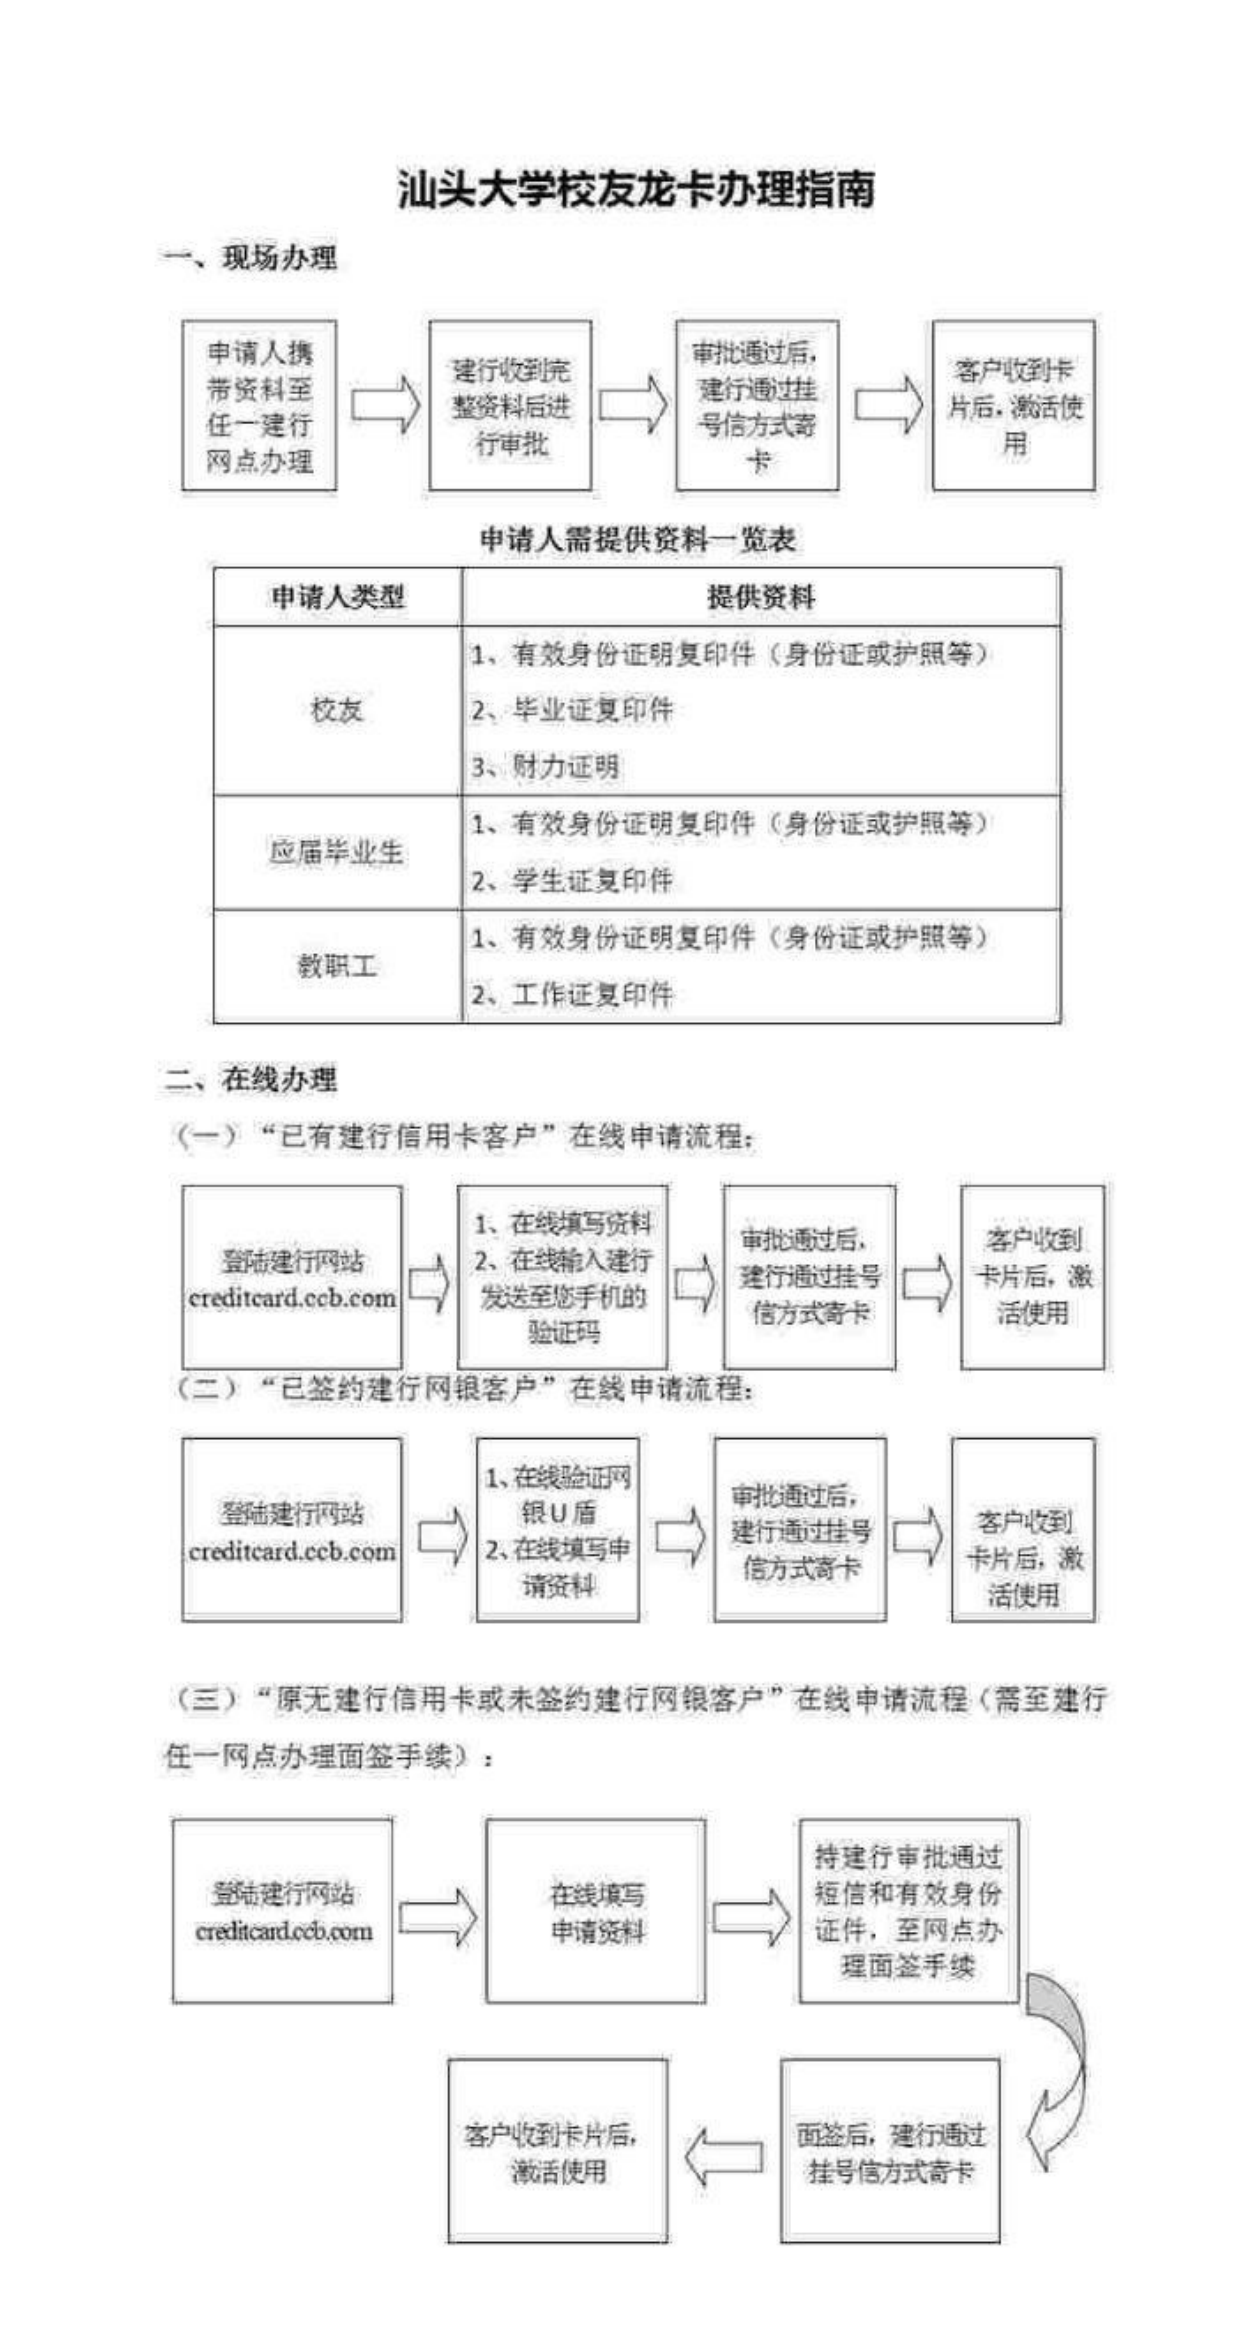 汕头大学校友龙卡办理指南
一、现场办理
申请人携
带资料至
任一建行
网点办理
建行收到完
整资料后进
行审批
审批通过后，
建行通过挂
号信方式寄
卡
客户收到卡
片后，激活使
用
申请人需提供资料一览表
申请人类型
提供资料
校友
1、有效身份证明复印件（身份证或护照等）
2、毕业证复印件
3、财力证明
应届毕业生
1、有效身份证明复印件（身份证或护照等）
2、学生证复印件
教职工
1、有效身份证明复印件（身份证或护照等）
2、工作证复印件
二、在线办理
（一）“已有建行信用卡客户”在线申请流程：
登陆建行网站
creditcard.ccb.com
1、在线填写资料
2、在线输入建行
发送至您手机的
验证码
审批通过后，
建行通过挂号
信方式寄卡
客户收到
卡片后，激
活使用
（二）“已签约建行网银客户”在线申请流程：
登陆建行网站
creditcard.ccb.com
1、在线验证网
银U盾
2、在线填写申
请资料
审批通过后，
建行通过挂号
信方式寄卡
客户收到
卡片后，激
活使用
（三）“原无建行信用卡或未签约建行网银客户”在线申请流程（需至建行
任一网点办理面签手续）：
登陆建行网站
creditcard.ccb.com
在线填写
申请资料
持建行审批通过
短信和有效身份
证件，至网点办
理面签手续
面签后，建行通过
挂号信方式寄卡
客户收到卡片后，
激活使用